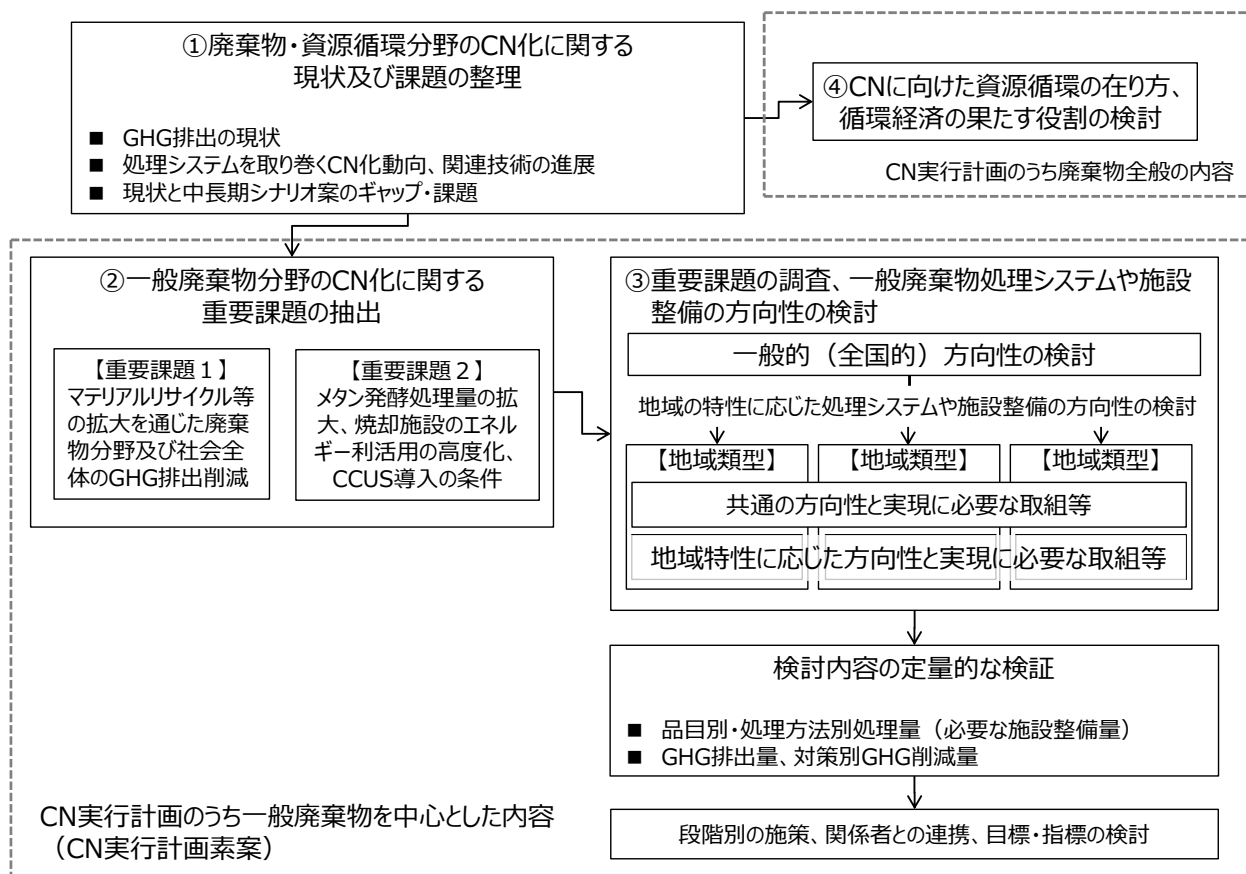 ①廃棄物・資源循環分野のCN化に関する
現状及び課題の整理
■ GHG排出の現状
■ 処理システムを取り巻くCN化動向、関連技術の進展
■ 現状と中長期シナリオ案のギャップ・課題
④CNに向けた資源循環の在り方、
循環経済の果たす役割の検討
CN実行計画のうち廃棄物全般の内容
②一般廃棄物分野のCN化に関する
重要課題の抽出
【重要課題1】
マテリアルリサイクル等
の拡大を通じた廃棄
物分野及び社会全
体のGHG排出削減
【重要課題2】
メタン発酵処理量の拡
大、焼却施設のエネル
ギー利活用の高度化、
CCUS導入の条件
③重要課題の調査、一般廃棄物処理システムや施設
整備の方向性の検討
一般的（全国的）方向性の検討
地域の特性に応じた処理システムや施設整備の方向性の検討
【地域類型】
【地域類型】
【地域類型】
共通の方向性と実現に必要な取組等
地域特性に応じた方向性と実現に必要な取組等
検討内容の定量的な検証
■ 品目別・処理方法別処理量（必要な施設整備量）
■ GHG排出量、対策別GHG削減量
段階別の施策、関係者との連携、目標・指標の検討
CN実行計画のうち一般廃棄物を中心とした内容
（CN実行計画素案）